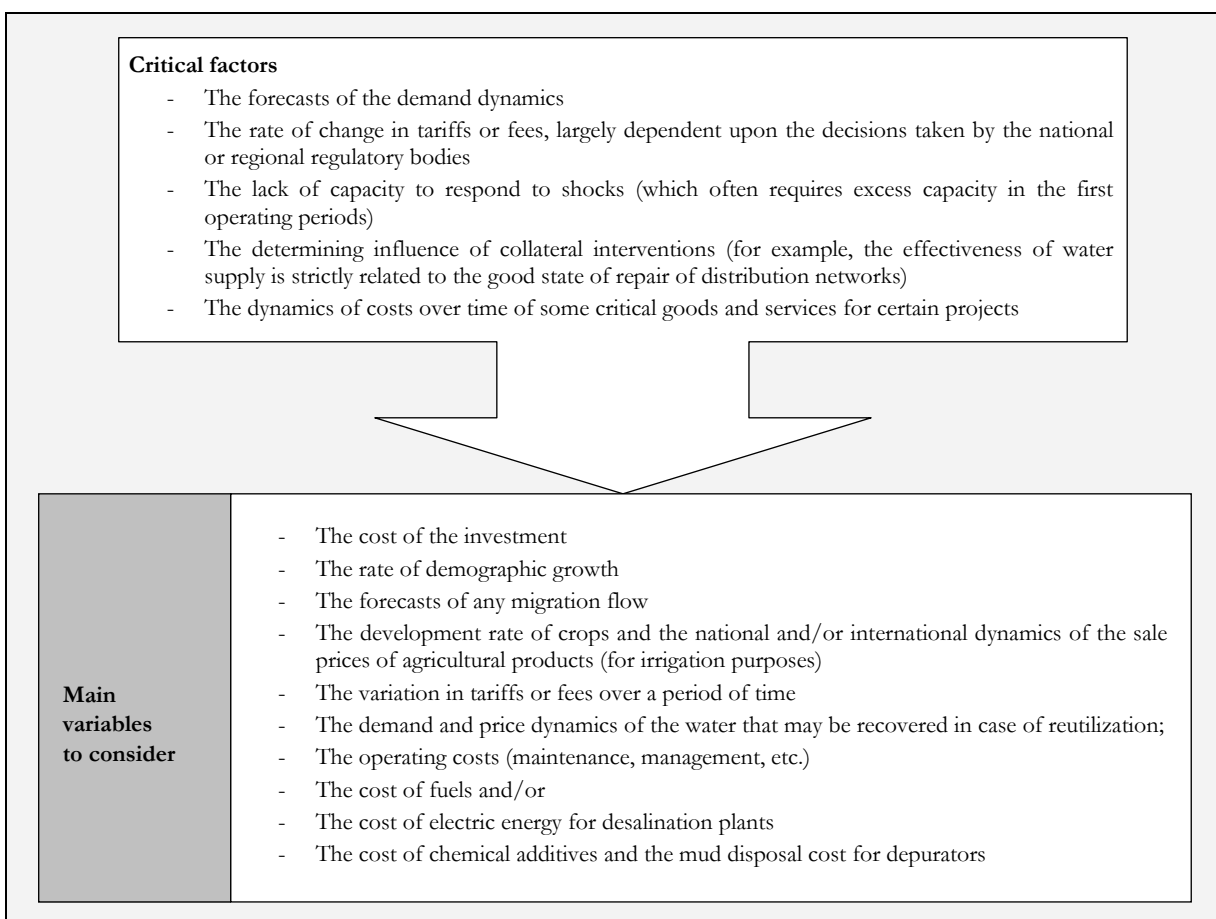 Critical factors
- The forecasts of the demand dynamics
- The rate of change in tariffs or fees, largely dependent upon the decisions taken by the national
or regional regulatory bodies
- The lack of capacity to respond to shocks (which often requires excess capacity in the first
operating periods)
- The determining influence of collateral interventions (for example, the effectiveness of water
supply is strictly related to the good state of repair of distribution networks)
- The dynamics of costs over time of some critical goods and services for certain projects
Main
variables
to consider
- The cost of the investment
- The rate of demographic growth
- The forecasts of any migration flow
- The development rate of crops and the national and/or international dynamics of the sale
prices of agricultural products (for irrigation purposes)
- The variation in tariffs or fees over a period of time
- The demand and price dynamics of the water that may be recovered in case of reutilization;
- The operating costs (maintenance, management, etc.)
- The cost of fuels and/or
- The cost of electric energy for desalination plants
- The cost of chemical additives and the mud disposal cost for depurators